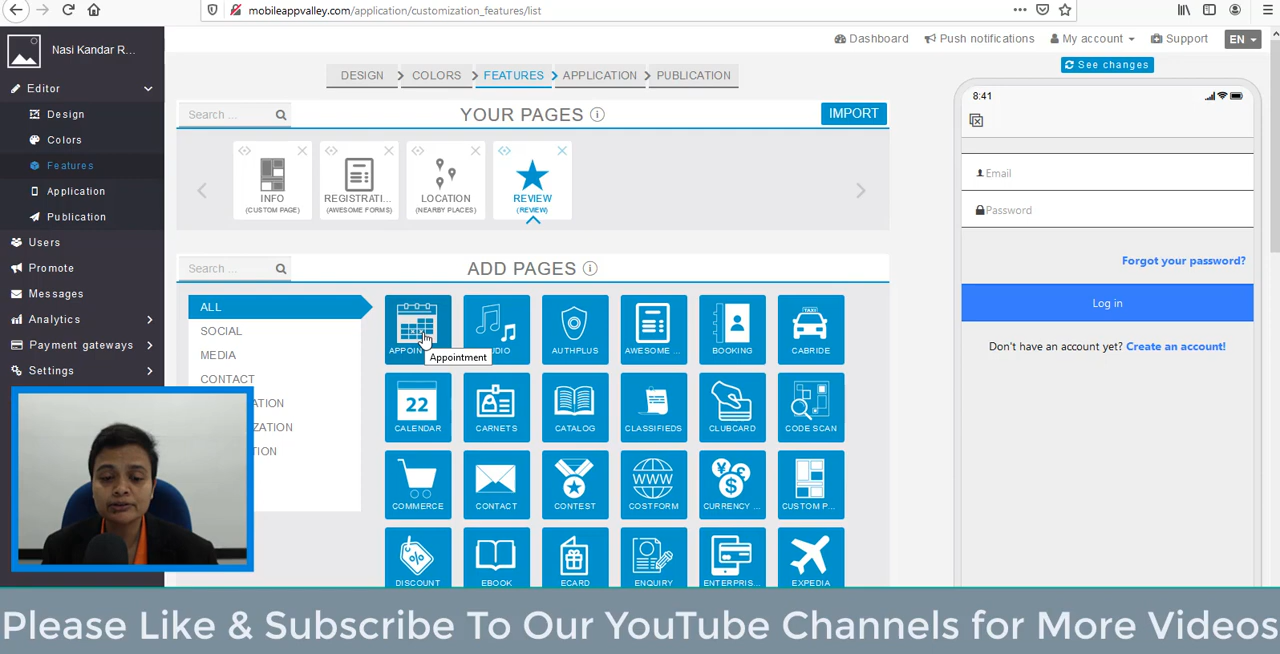 mobileappvalley.com/application/customization_features/list
Nasi Kandar R...
Dashboard
Push notifications
My account
Support
EN
Editor
Design
Colors
Features
Application
Publication
Users
Promote
Messages
Analytics
Payment gateways
Settings
DESIGN
COLORS
FEATURES
APPLICATION
PUBLICATION
See changes
Search ...
YOUR PAGES
IMPORT
INFO
(CUSTOM PAGE)
REGISTRATI...
(AWESOME FORMS)
LOCATION
(NEARBY PLACES)
REVIEW
(REVIEW)
Search ...
ADD PAGES
ALL
SOCIAL
MEDIA
CONTACT
APPOIN
Appointment
AUTHPLUS
AWESOME ...
BOOKING
TAXI
CABRIDE
22
CALENDAR
CARNETS
CATALOG
CLASSIFIEDS
CLUBCARD
CODE SCAN
COMMERCE
CONTACT
CONTEST
WWW
COSTFORM
CURRENCY ...
CUSTOM P...
%
DISCOUNT
EBOOK
ECARD
ENQUIRY
ENTERPRIS...
EXPEDIA
8:41
Email
Password
Forgot your password?
Log in
Don't have an account yet? Create an account!
Please Like & Subscribe To Our YouTube Channels for More Videos